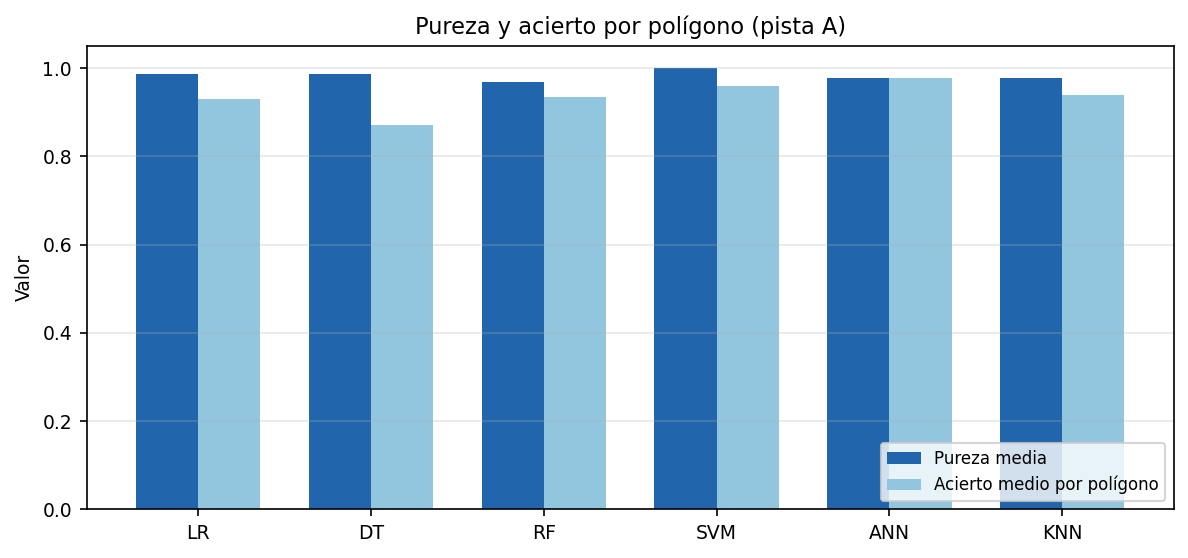 Pureza y acierto por polígono (pista A)
1.0
0.8
0.6
0.4
0.2
0.0
Valor
LR DT RF SVM ANN KNN
Pureza media
Acierto medio por polígono